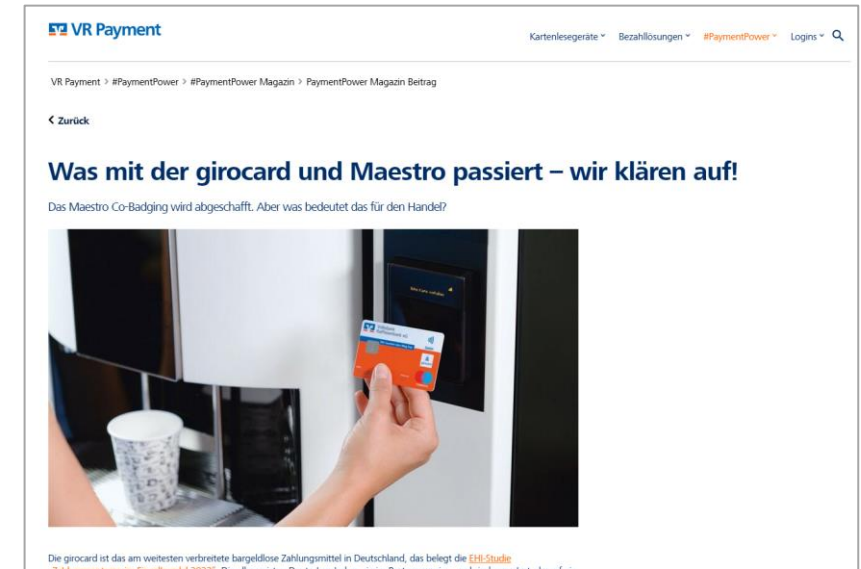 VR Payment
Kartenlesegeräte Bezahllösungen #PaymentPower Logins
VR Payment > #PaymentPower > #PaymentPower Magazin > PaymentPower Magazin Beitrag
Zurück
Was mit der girocard und Maestro passiert – wir klären auf!
Das Maestro Co-Badging wird abgeschafft. Aber was bedeutet das für den Handel?
Die girocard ist das am weitesten verbreitete bargeldlose Zahlungsmittel in Deutschland, das belegt die EHI-Studie